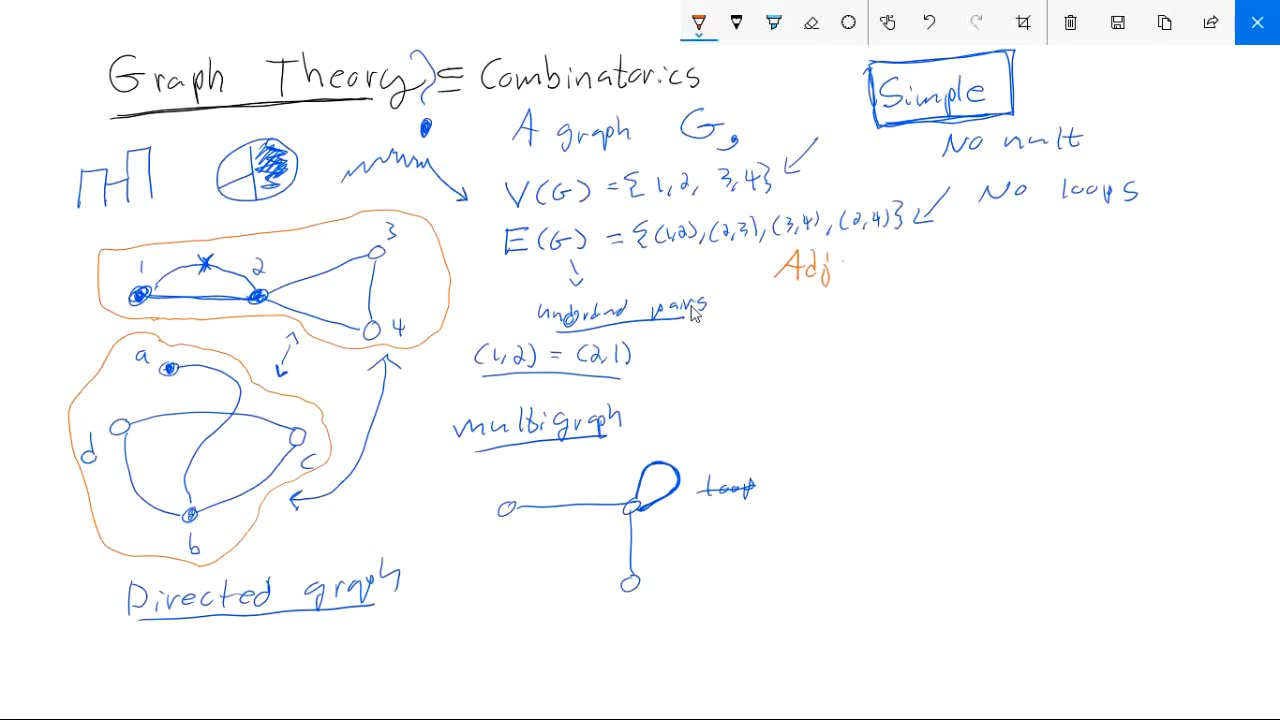 Graph Theory? ⊆ Combinatorics
Simple
A graph G,
No mult
V(G) = {1, 2, 3, 4}
No loops
E(G) = {(1,2), (2,3), (3,4), (2,4)}
Adj
1 2 3 4
unordered pairs
(1,2) = (2,1)
a
d
c
b
multigraph
loop
Directed graph